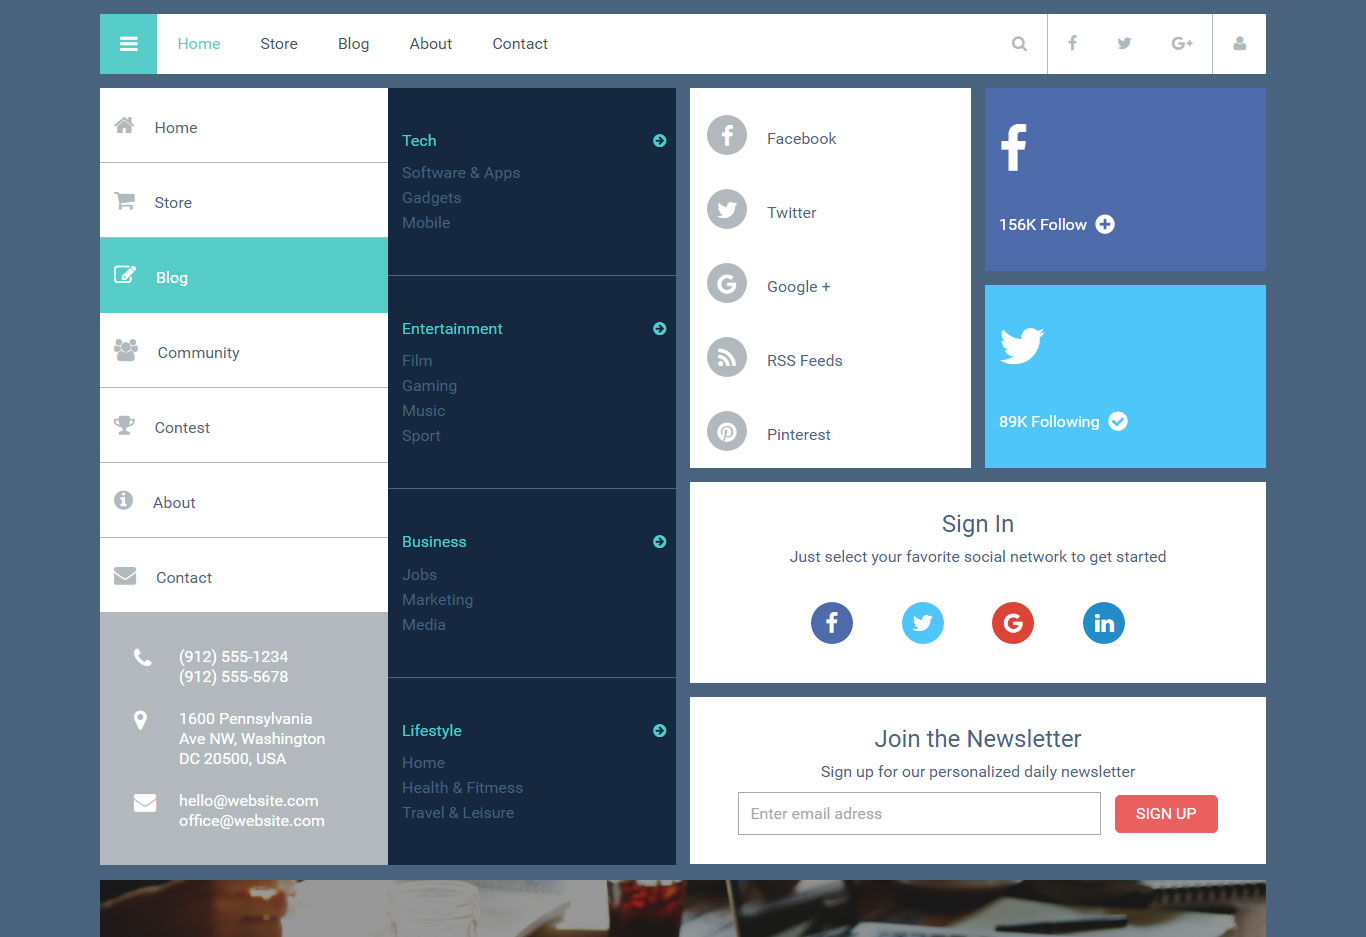 Home Store Blog About Contact
Home
Store
Blog
Community
Contest
About
Contact
(912) 555-1234
(912) 555-5678
1600 Pennsylvania
Ave NW, Washington
DC 20500, USA
hello@website.com
office@website.com
Tech
Software & Apps
Gadgets
Mobile
Entertainment
Film
Gaming
Music
Sport
Business
Jobs
Marketing
Media
Lifestyle
Home
Health & Fitmess
Travel & Leisure
Facebook
Twitter
Google +
RSS Feeds
Pinterest
156K Follow
89K Following
Sign In
Just select your favorite social network to get started
Join the Newsletter
Sign up for our personalized daily newsletter
Enter email adress
SIGN UP